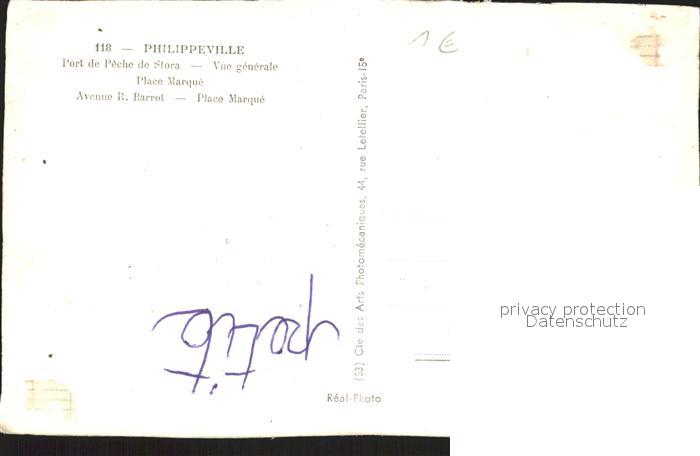 118 — PHILIPPEVILLE
Port de Pêche de Stora — Vue générale
Place Marqué
Avenue R. Barrot — Place Marqué
1 €
(53) Cie des Arts Photomécaniques, 44, rue Letellier, Paris-15e
privacy protection
Datenschutz
Réal-Photo